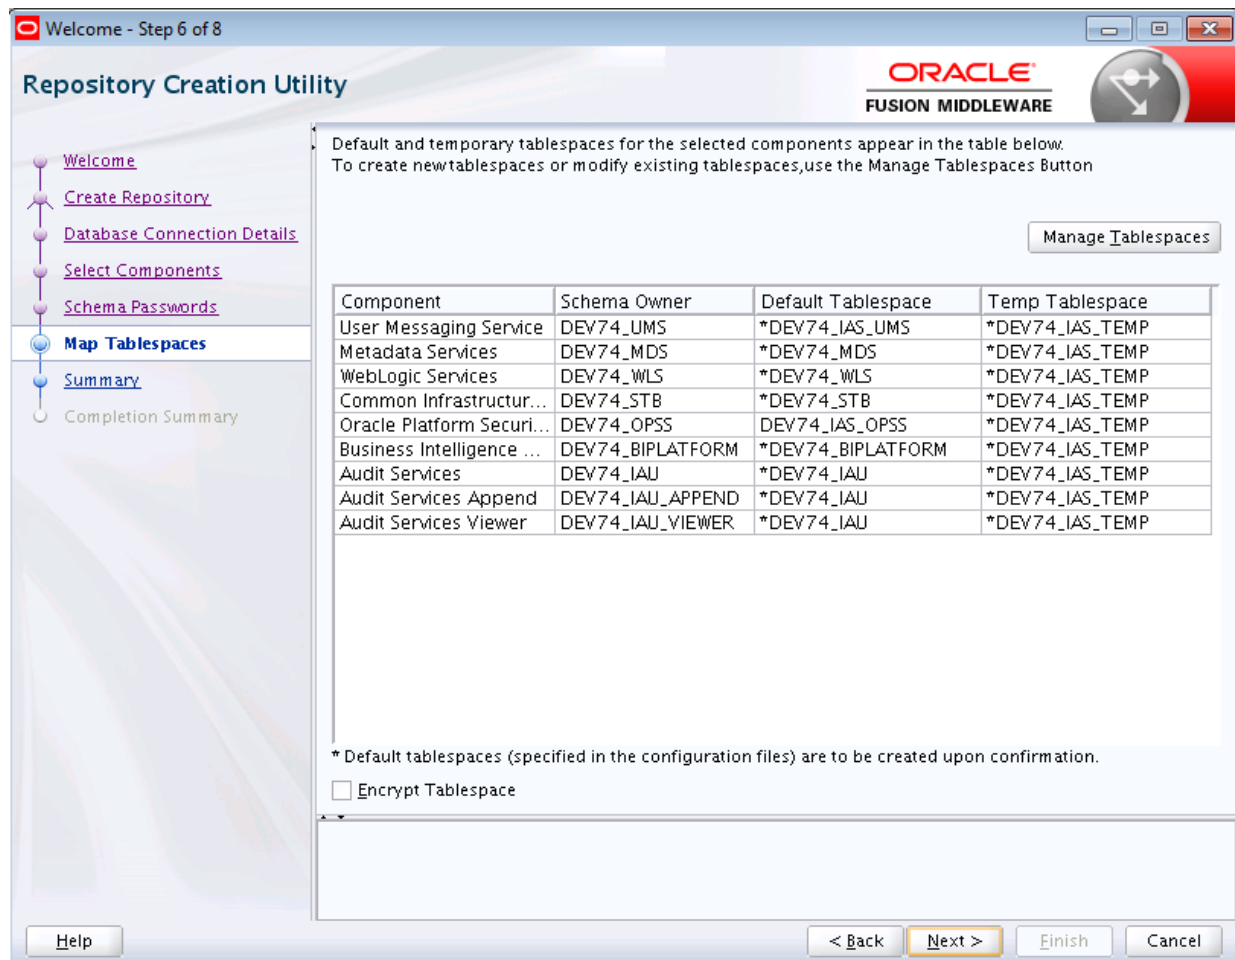 Welcome - Step 6 of 8
Repository Creation Utility
ORACLE
FUSION MIDDLEWARE
Welcome
Create Repository
Database Connection Details
Select Components
Schema Passwords
Map Tablespaces
Summary
Completion Summary
Default and temporary tablespaces for the selected components appear in the table below.
To create new tablespaces or modify existing tablespaces,use the Manage Tablespaces Button
Manage Tablespaces
Component Schema Owner Default Tablespace Temp Tablespace
User Messaging Service DEV74_UMS *DEV74_IAS_UMS *DEV74_IAS_TEMP
Metadata Services DEV74_MDS *DEV74_MDS *DEV74_IAS_TEMP
WebLogic Services DEV74_WLS *DEV74_WLS *DEV74_IAS_TEMP
Common Infrastructur... DEV74_STB *DEV74_STB *DEV74_IAS_TEMP
Oracle Platform Securi... DEV74_OPSS DEV74_IAS_OPSS *DEV74_IAS_TEMP
Business Intelligence ... DEV74_BIPLATFORM *DEV74_BIPLATFORM *DEV74_IAS_TEMP
Audit Services DEV74_IAU *DEV74_IAU *DEV74_IAS_TEMP
Audit Services Append DEV74_IAU_APPEND *DEV74_IAU *DEV74_IAS_TEMP
Audit Services Viewer DEV74_IAU_VIEWER *DEV74_IAU *DEV74_IAS_TEMP
* Default tablespaces (specified in the configuration files) are to be created upon confirmation.
Encrypt Tablespace
Help
< Back
Next >
Finish
Cancel